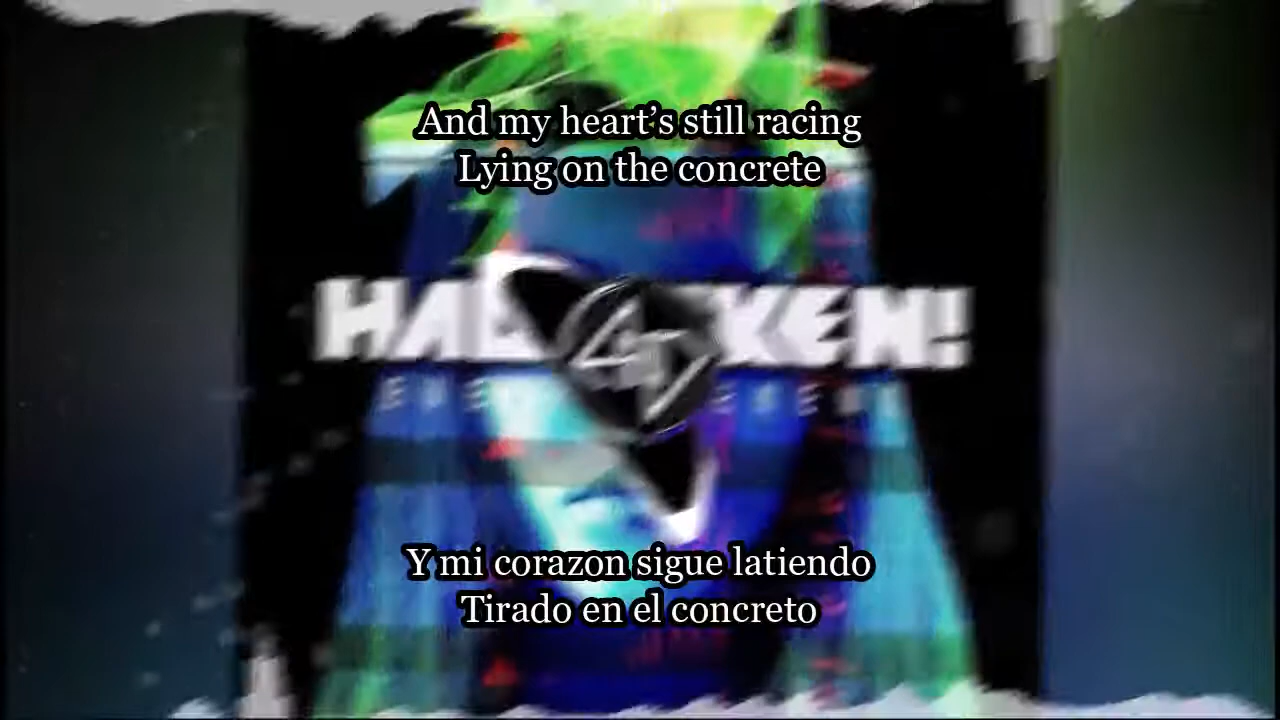 And my heart’s still racing
Lying on the concrete
Y mi corazon sigue latiendo
Tirado en el concreto